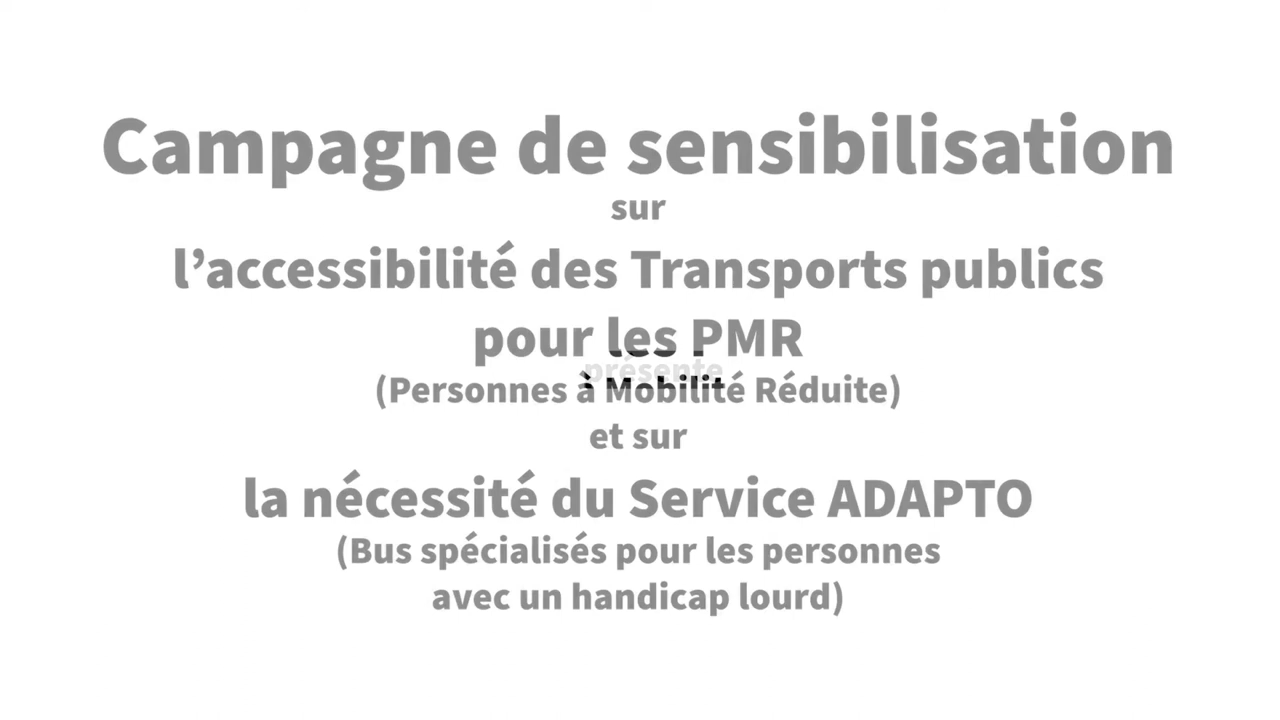 Campagne de sensibilisation
sur
l’accessibilité des Transports publics
pour les PMR
présente
(Personnes à Mobilité Réduite)
et sur
la nécessité du Service ADAPTO
(Bus spécialisés pour les personnes
avec un handicap lourd)